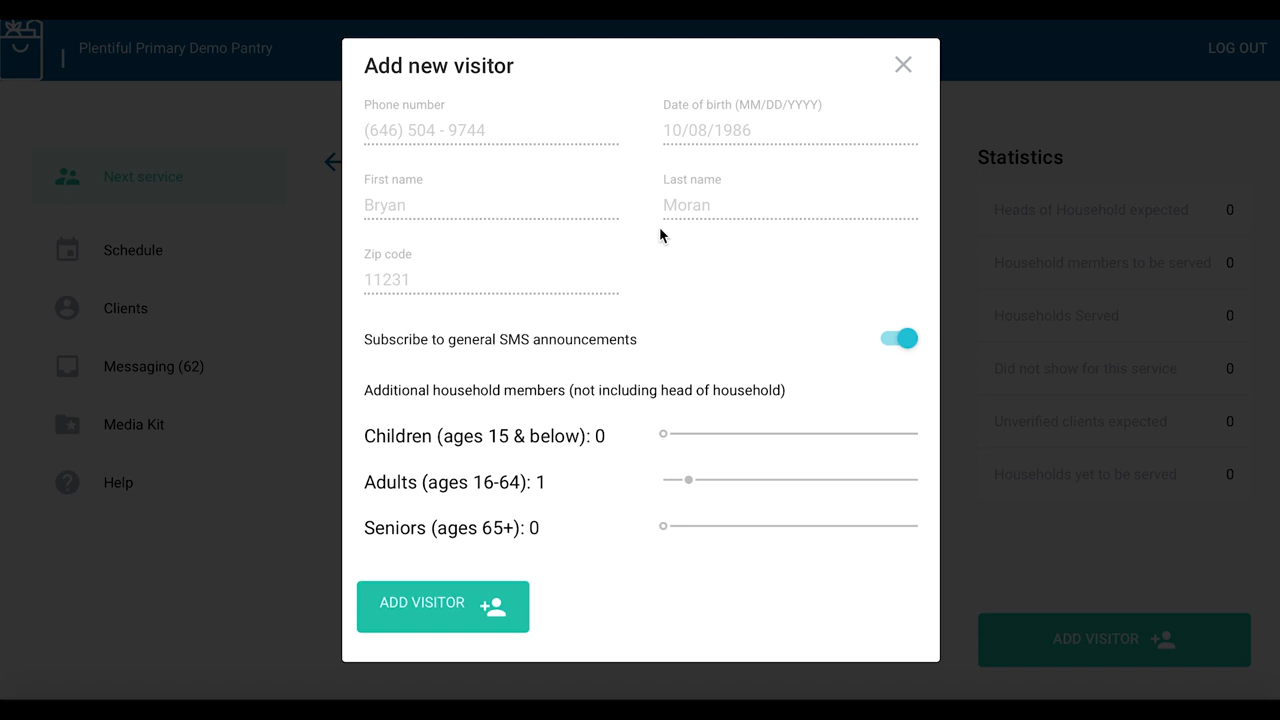 Plentiful Primary Demo Pantry
LOG OUT
Next service
Schedule
Clients
Messaging (62)
Media Kit
Help
Add new visitor
Phone number
Date of birth (MM/DD/YYYY)
(646) 504 - 9744
10/08/1986
First name
Last name
Bryan
Moran
Zip code
11231
Subscribe to general SMS announcements
Additional household members (not including head of household)
Children (ages 15 & below): 0
Adults (ages 16-64): 1
Seniors (ages 65+): 0
ADD VISITOR
Statistics
Heads of Household expected 0
Household members to be served 0
Households Served 0
Did not show for this service 0
Unverified clients expected 0
Households yet to be served 0
ADD VISITOR